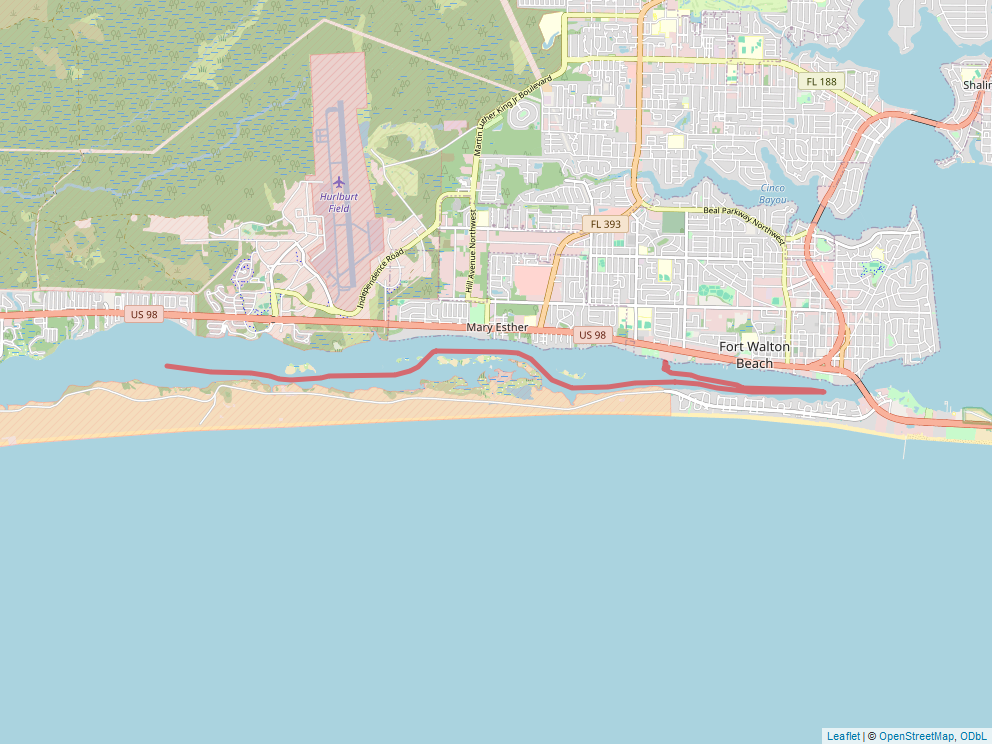 FL 188
Shalin
Martin Luther King Jr Boulevard
Hurlburt
Field
Cinco
Bayou
Beal Parkway Northwest
FL 393
Hill Avenue Northwest
Independence Road
US 98
Mary Esther
US 98
Fort Walton
Beach
Leaflet | © OpenStreetMap, ODbL